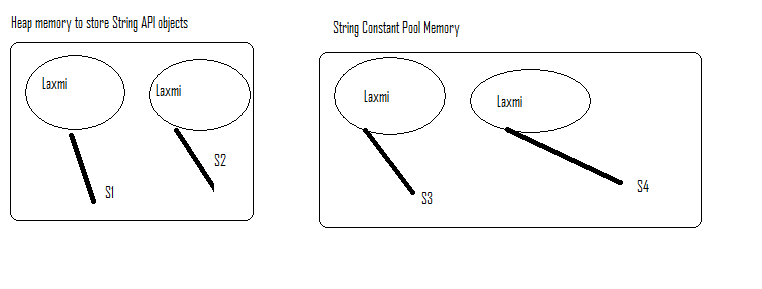 Heap memory to store String API objects
String Constant Pool Memory
Laxmi
Laxmi
Laxmi
Laxmi
S1
S2
S3
S4